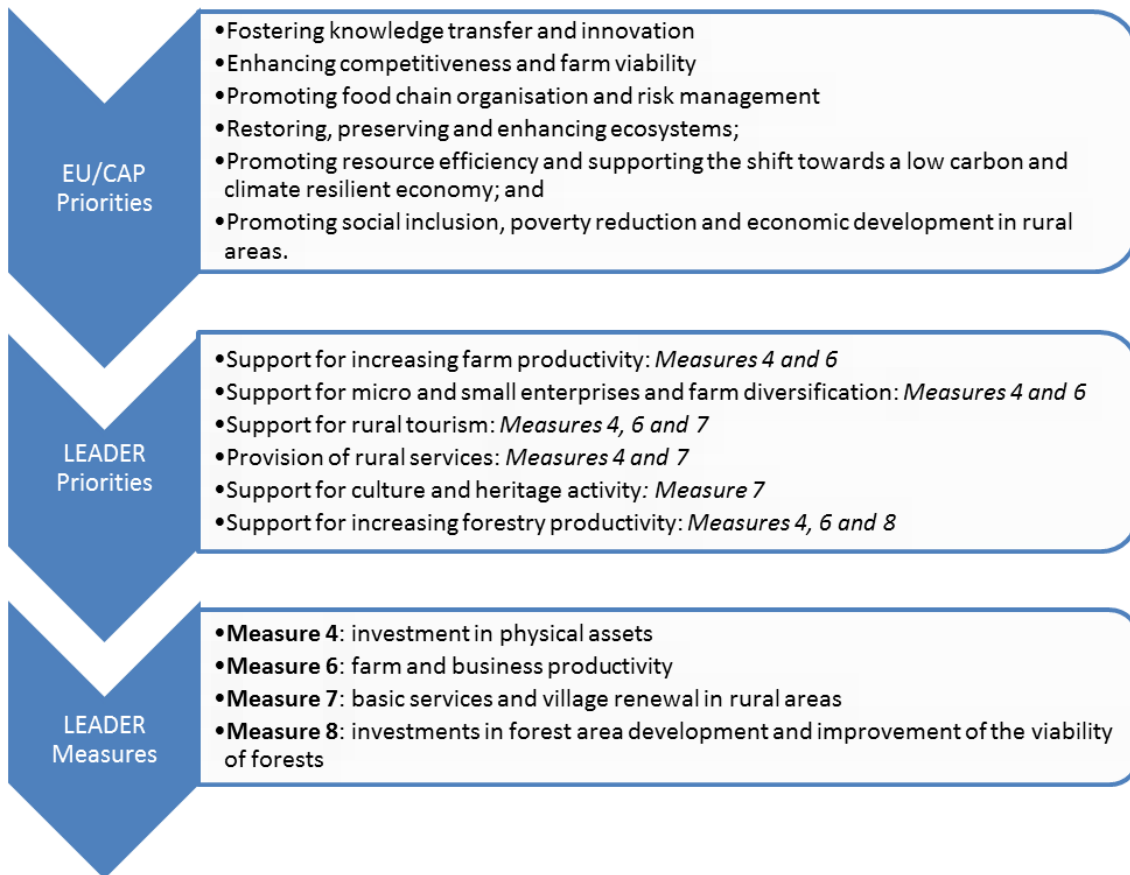 EU/CAP
Priorities
•Fostering knowledge transfer and innovation
•Enhancing competitiveness and farm viability
•Promoting food chain organisation and risk management
•Restoring, preserving and enhancing ecosystems;
•Promoting resource efficiency and supporting the shift towards a low carbon and
climate resilient economy; and
•Promoting social inclusion, poverty reduction and economic development in rural
areas.
LEADER
Priorities
•Support for increasing farm productivity: Measures 4 and 6
•Support for micro and small enterprises and farm diversification: Measures 4 and 6
•Support for rural tourism: Measures 4, 6 and 7
•Provision of rural services: Measures 4 and 7
•Support for culture and heritage activity: Measure 7
•Support for increasing forestry productivity: Measures 4, 6 and 8
LEADER
Measures
•Measure 4: investment in physical assets
•Measure 6: farm and business productivity
•Measure 7: basic services and village renewal in rural areas
•Measure 8: investments in forest area development and improvement of the viability
of forests